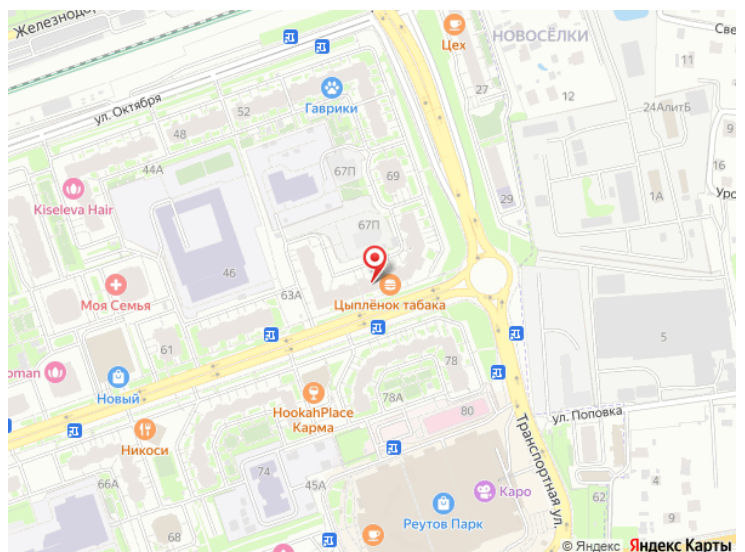 Железнодор
ул. Октября
НОВОСЁЛКИ
Све
Цех
11
Гаврики
27
12
24АлитБ
52
48
44А
67П
69
16
Kiseleva Hair
29
1А
Уро
67П
46
63А
Моя Семья
Цыплёнок табака
5
61
oman
Новый
78
78А
HookahPlace
Карма
80
ул. Поповка
Никоси
Транспортная ул.
74
45А
66А
Каро
4
62
Реутов Парк
9
68
© Яндекс Яндекс Карты